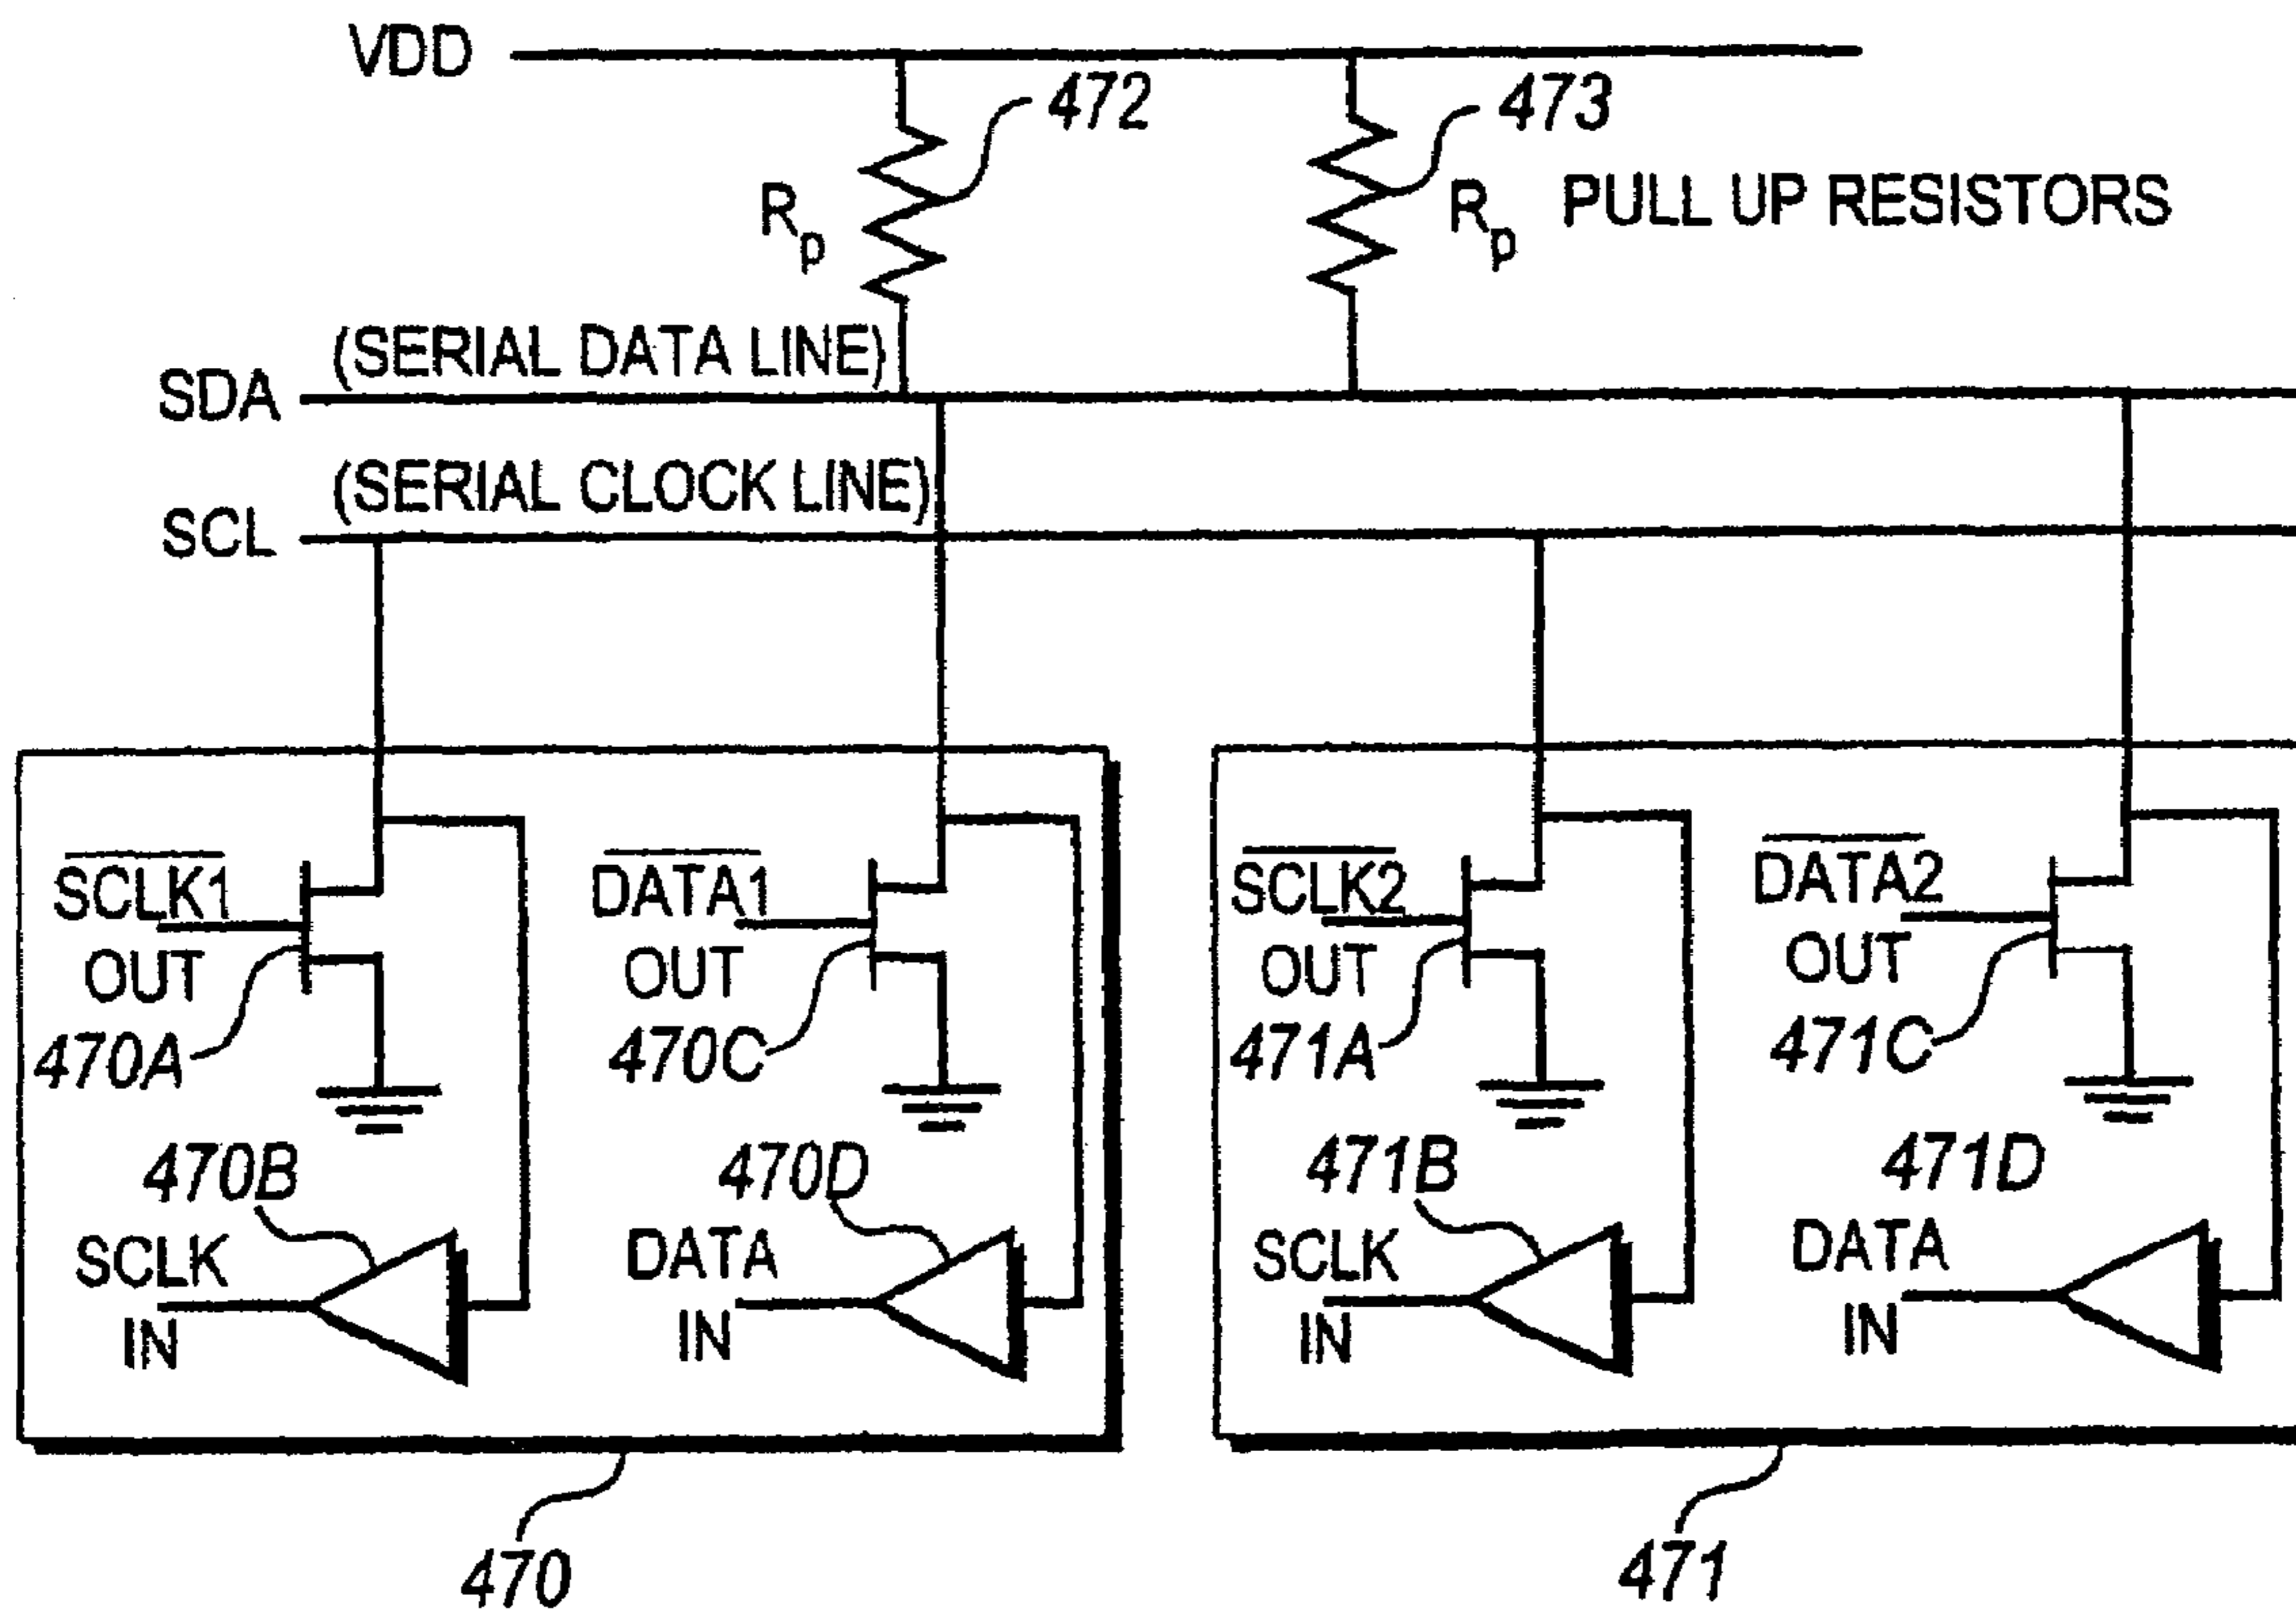 VDD
472
473
Rp
Rp PULL UP RESISTORS
(SERIAL DATA LINE)
SDA
(SERIAL CLOCK LINE)
SCL
SCLK1
OUT
470A
DATA1
OUT
470C
SCLK2
OUT
471A
DATA2
OUT
471C
470B
SCLK
IN
470D
DATA
IN
471B
SCLK
IN
471D
DATA
IN
470
471